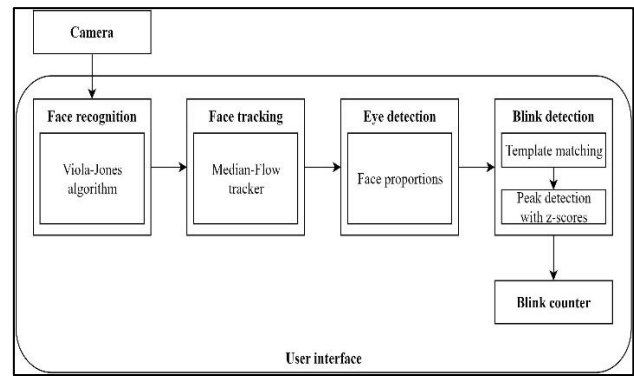 Camera
Face recognition
Viola-Jones
algorithm
Face tracking
Median-Flow
tracker
Eye detection
Face proportions
Blink detection
Template matching
Peak detection
with z-scores
Blink counter
User interface